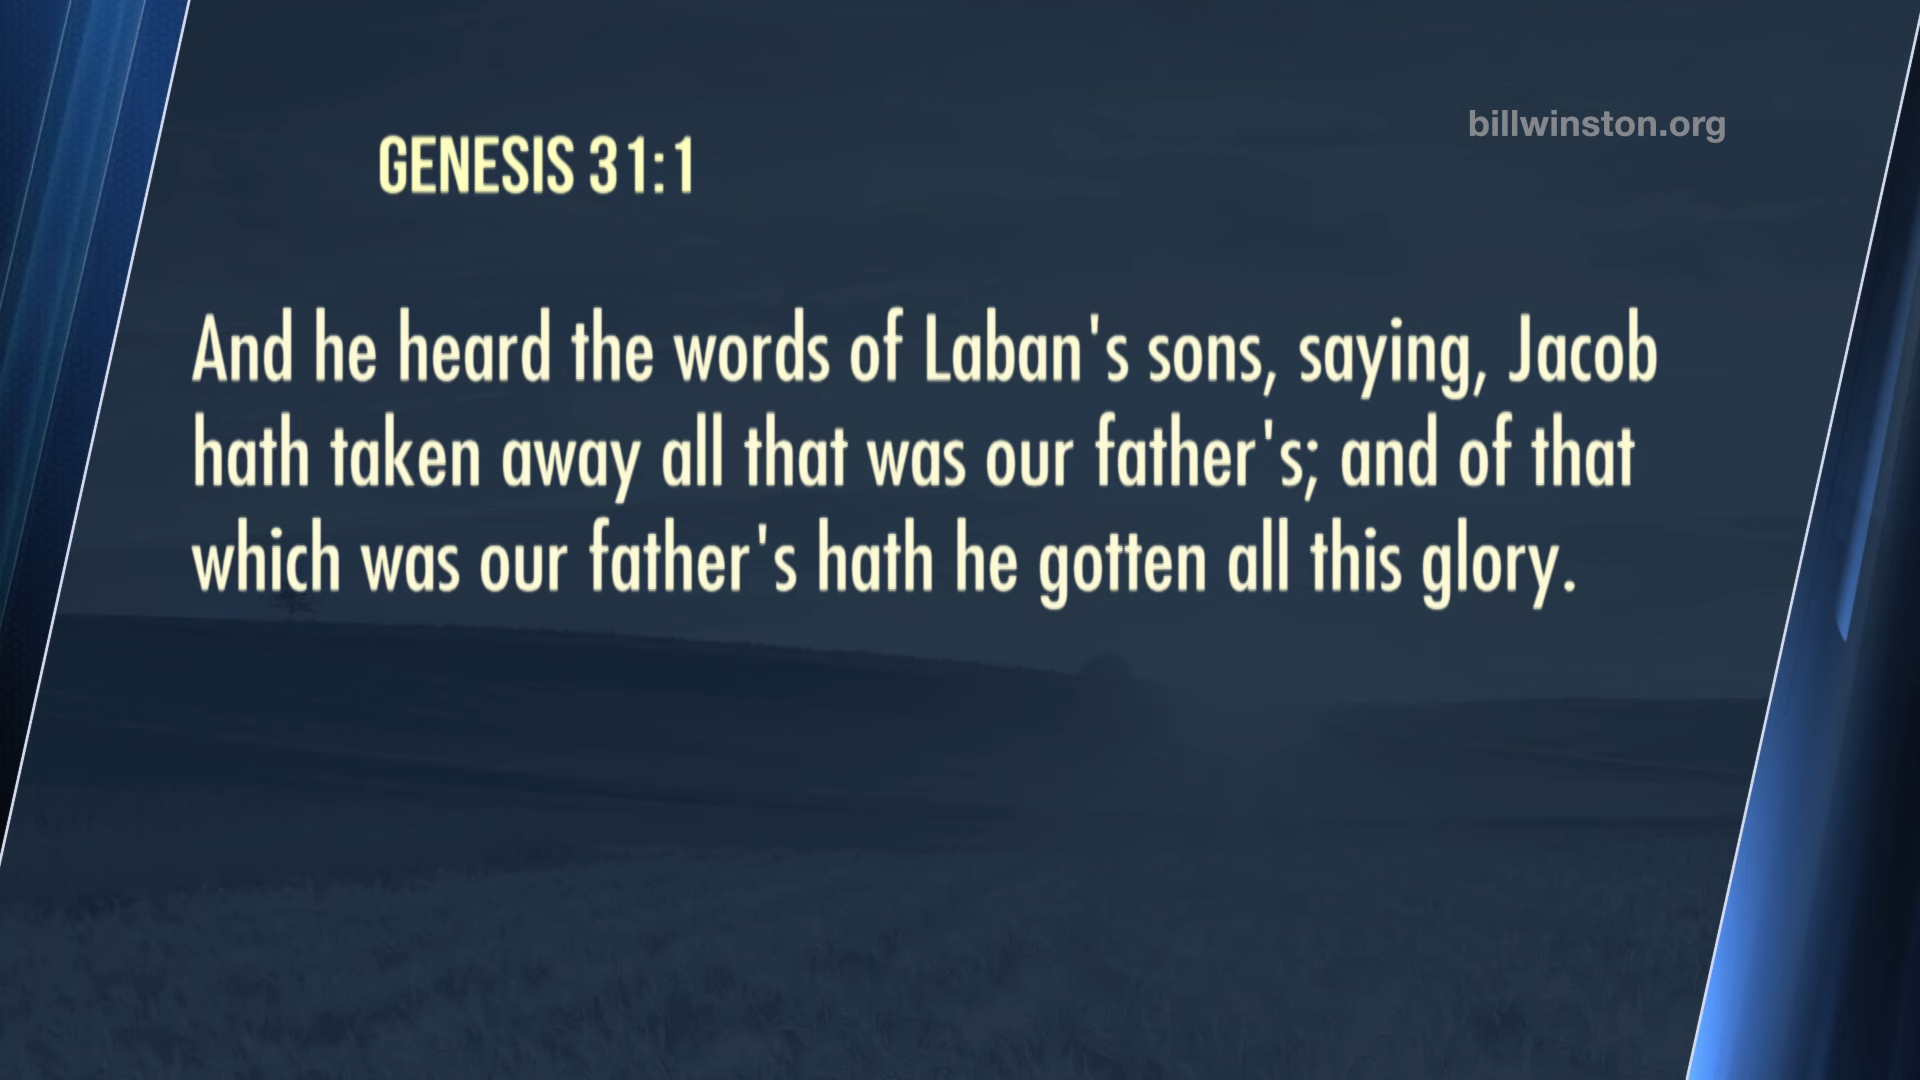 billwinston.org
GENESIS 31:1
And he heard the words of Laban's sons, saying, Jacob
hath taken away all that was our father's; and of that
which was our father's hath he gotten all this glory.